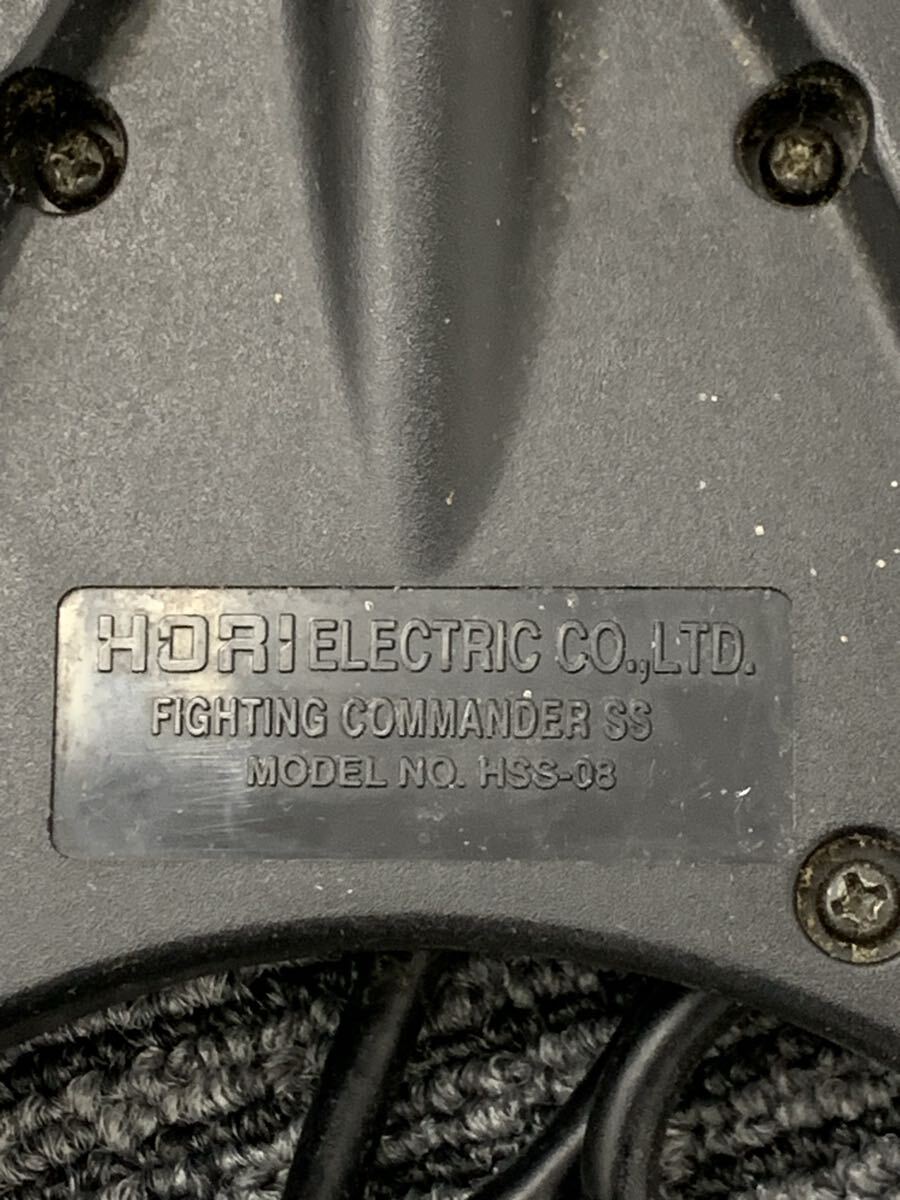 HORI ELECTRIC CO.,LTD.
FIGHTING COMMANDER SS
MODEL NO. HSS-08